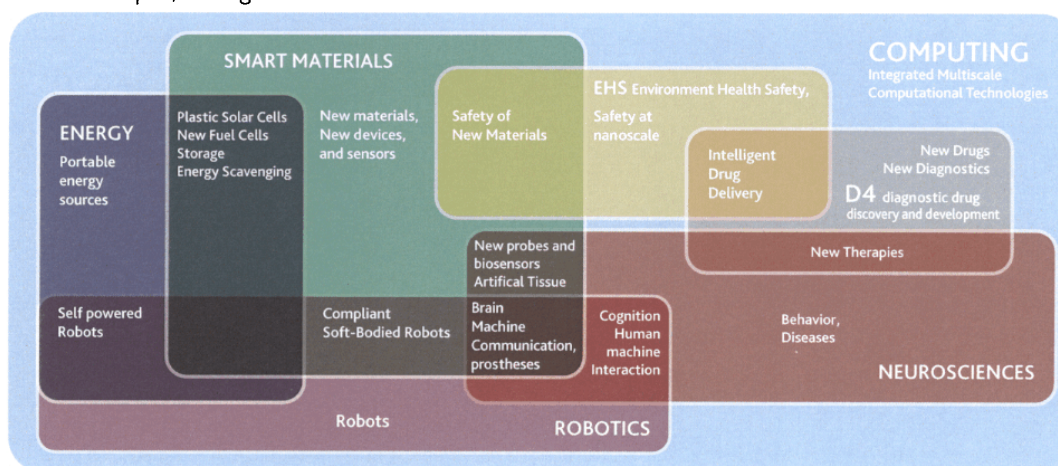 SMART MATERIALS
COMPUTING
Integrated Multiscale
Computational Technologies
EHS Environment Health Safety,
Safety at
nanoscale
ENERGY
Portable
energy
sources
Plastic Solar Cells
New Fuel Cells
Storage
Energy Scavenging
New materials,
New devices,
and sensors
Safety of
New Materials
Intelligent
Drug
Delivery
New Drugs
New Diagnostics
D4 diagnostic drug
discovery and development
New probes and
biosensors
Artifical Tissue
New Therapies
Self powered
Robots
Compliant
Soft-Bodied Robots
Brain
Machine
Communication,
prostheses
Cognition
Human
machine
Interaction
Behavior,
Diseases
NEUROSCIENCES
Robots
ROBOTICS